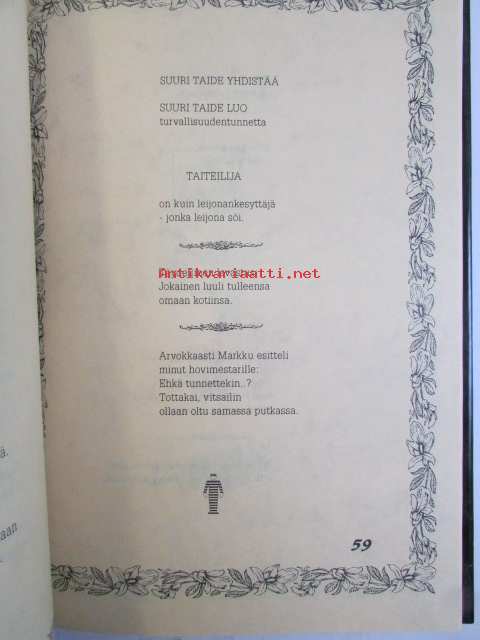 SUURI TAIDE YHDISTÄÄ
SUURI TAIDE LUO
turvallisuudentunnetta
TAITEILIJA
on kuin leijonankesyttäjä
- jonka leijona söi.
Antikvariaatti.net
Jokainen luuli tulleensa
omaan kotiinsa.
Arvokkaasti Markku esitteli
minut hovimestarille:
Ehkä tunnettekin..?
Tottakai, vitsailin
ollaan oltu samassa putkassa.
59